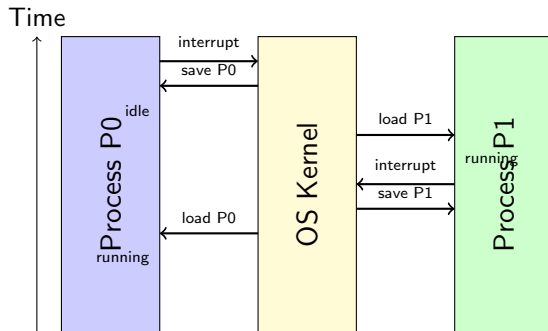 Time
interrupt
save P0
idle
Process P0
OS Kernel
Process P1
load P1
running
interrupt
save P1
load P0
running